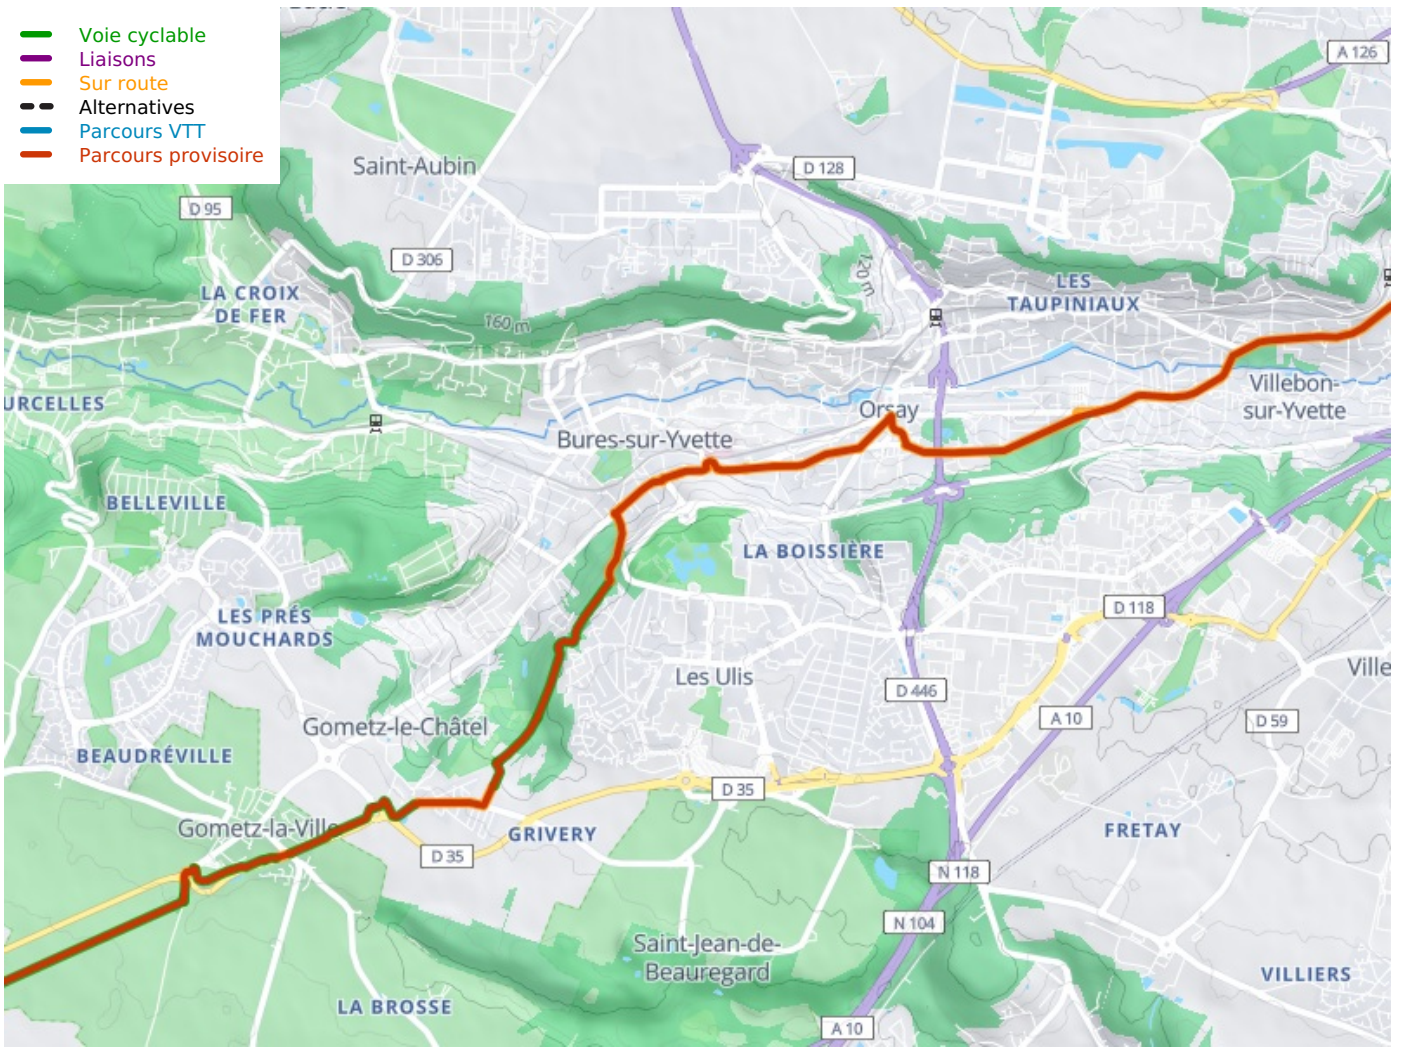 Voie cyclable
Liaisons
Sur route
Alternatives
Parcours VTT
Parcours provisoire
A 126
Saint-Aubin
D 128
D 95
D 306
120 m
LA CROIX
DE FER
LES
TAUPINIAUX
160 m
URCELLES
Villebon-
sur-Yvette
Orsay
Bures-sur-Yvette
BELLEVILLE
LA BOISSIÈRE
LES PRÉS
MOUCHARDS
D 118
Les Ulis
Ville
D 446
Gometz-le-Châtel
A 10
D 59
BEAUDRÉVILLE
D 35
Gometz-la-Ville
GRIVERY
FRETAY
D 35
N 118
N 104
Saint-Jean-de-
Beauregard
VILLIERS
LA BROSSE
A 10